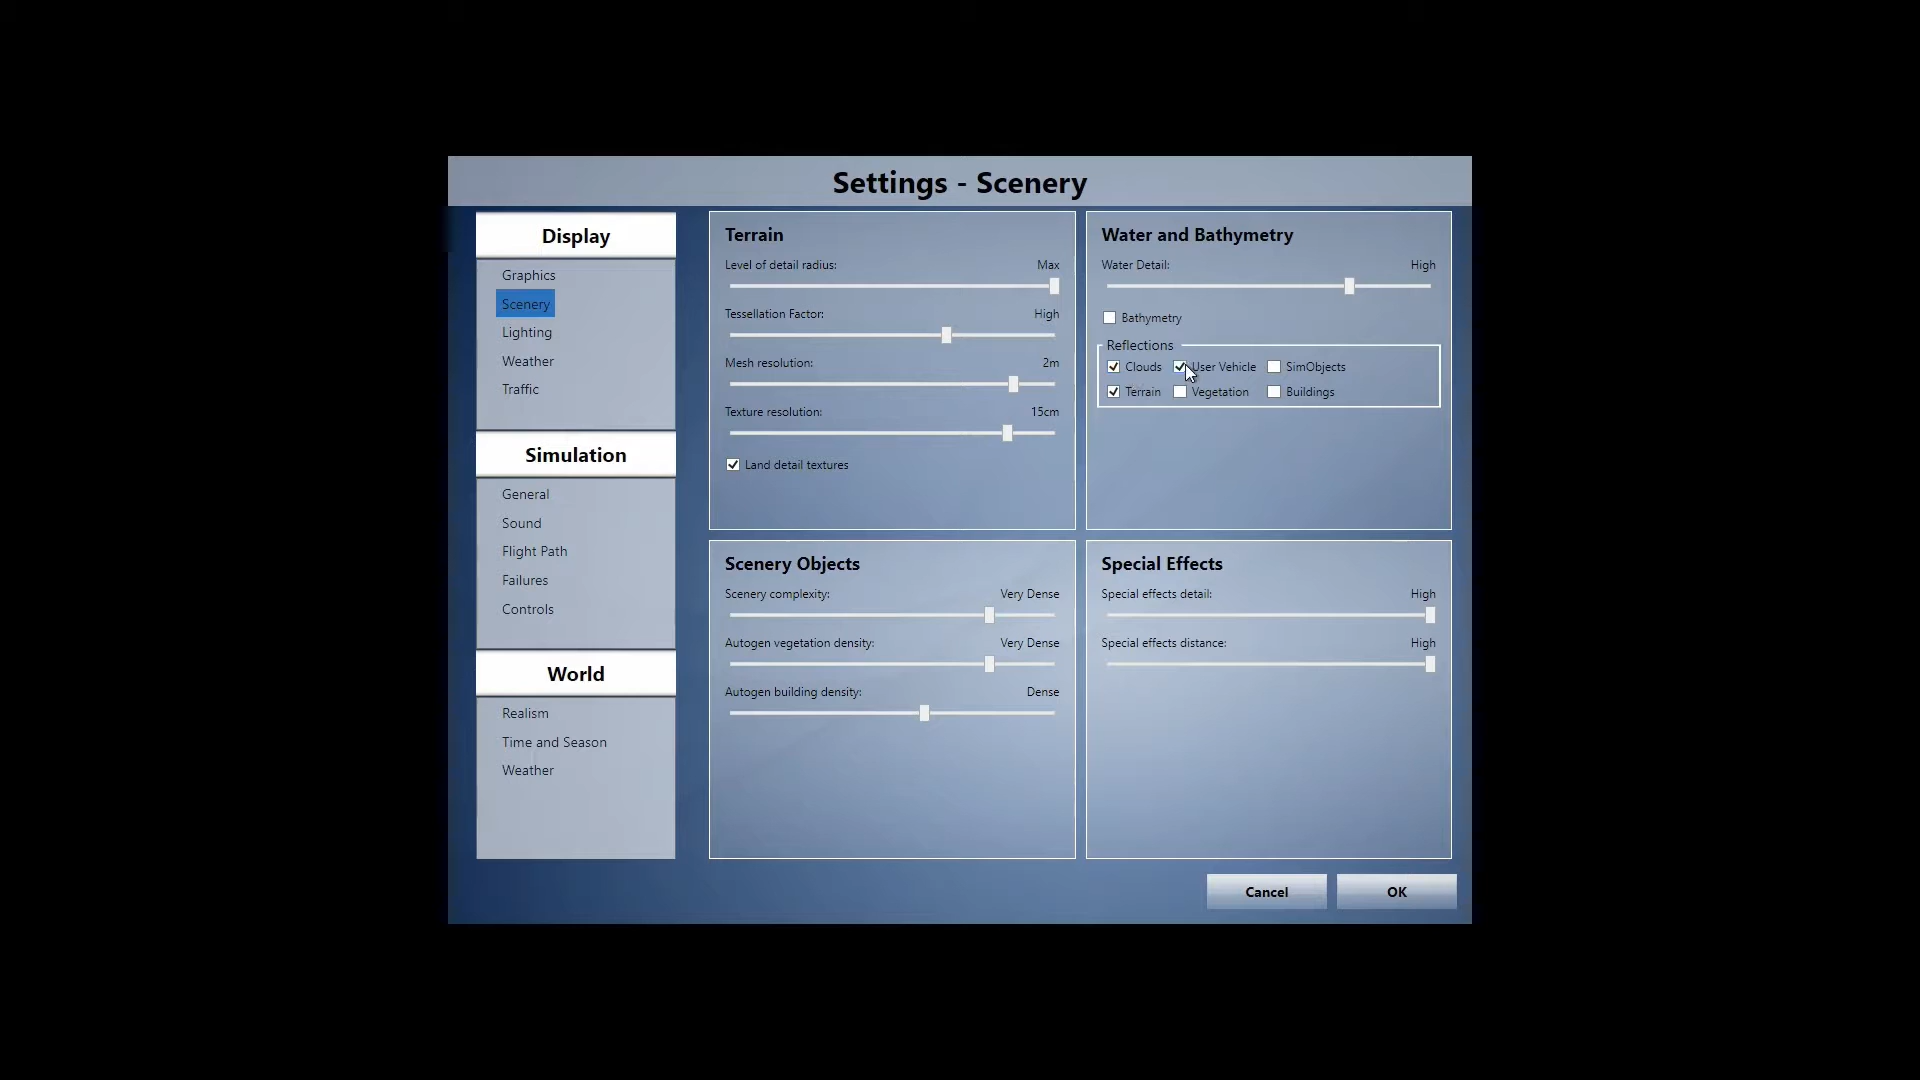 Settings - Scenery
Display
Graphics
Scenery
Lighting
Weather
Traffic
Simulation
General
Sound
Flight Path
Failures
Controls
World
Realism
Time and Season
Weather
Terrain
Level of detail radius: Max
Tessellation Factor: High
Mesh resolution: 2m
Texture resolution: 15cm
Land detail textures
Water and Bathymetry
Water Detail: High
Bathymetry
Reflections
Clouds User Vehicle SimObjects
Terrain Vegetation Buildings
Scenery Objects
Scenery complexity: Very Dense
Autogen vegetation density: Very Dense
Autogen building density: Dense
Special Effects
Special effects detail: High
Special effects distance: High
Cancel OK